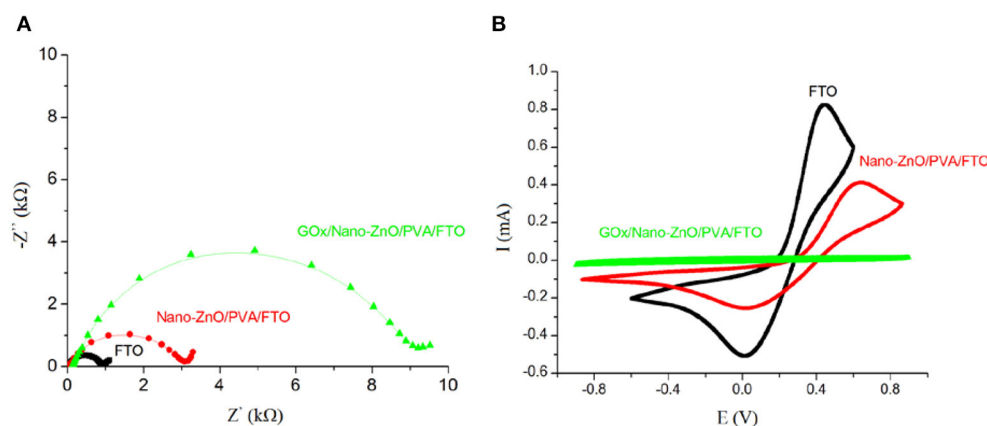 A
10
8
6
4
2
0
-Z'' (kΩ)
GOx/Nano-ZnO/PVA/FTO
Nano-ZnO/PVA/FTO
FTO
0 2 4 6 8 10
Z' (kΩ)
B
1.0
0.8
0.6
0.4
0.2
0.0
-0.2
-0.4
-0.6
I (mA)
FTO
Nano-ZnO/PVA/FTO
GOx/Nano-ZnO/PVA/FTO
-0.8 -0.4 0.0 0.4 0.8
E (V)